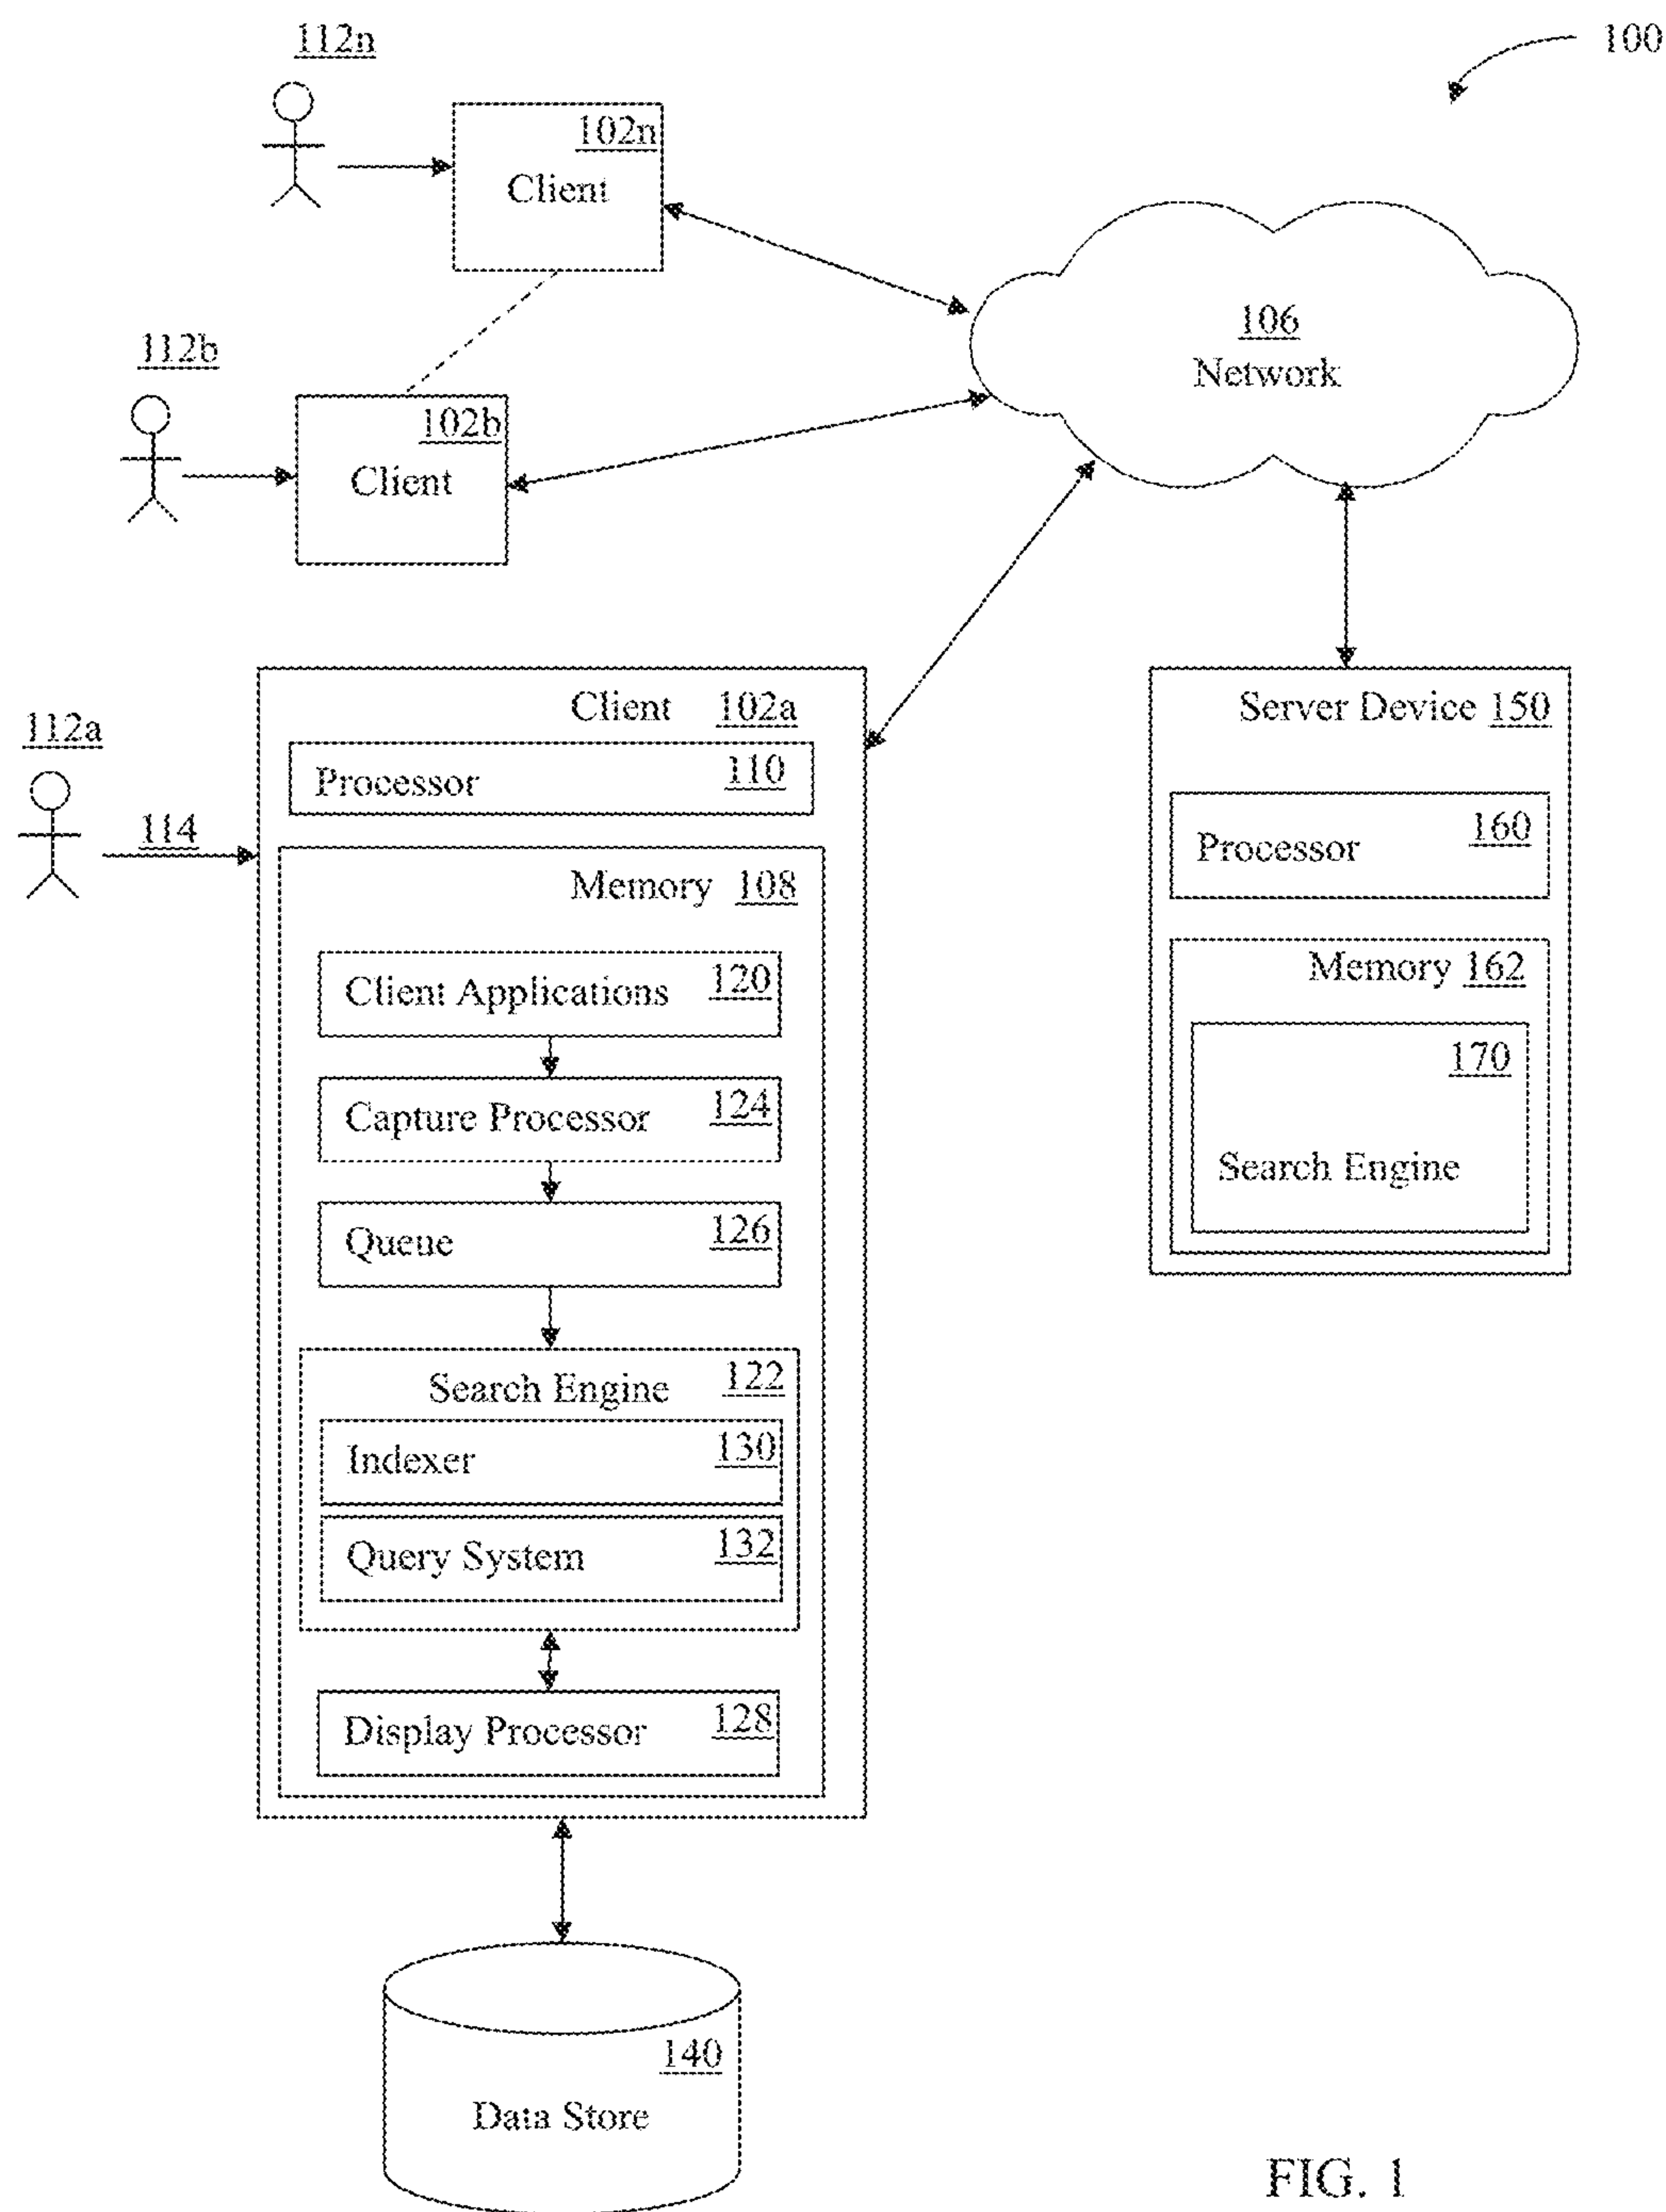 112n
100
102n
Client
106
Network
112b
102b
Client
Client 102a
Server Device 150
112a
Processor 110
114
Processor 160
Memory 108
Memory 162
Client Applications 120
170
Search Engine
Capture Processor 124
Queue 126
Search Engine 122
Indexer 130
Query System 132
Display Processor 128
140
Data Store
FIG. 1